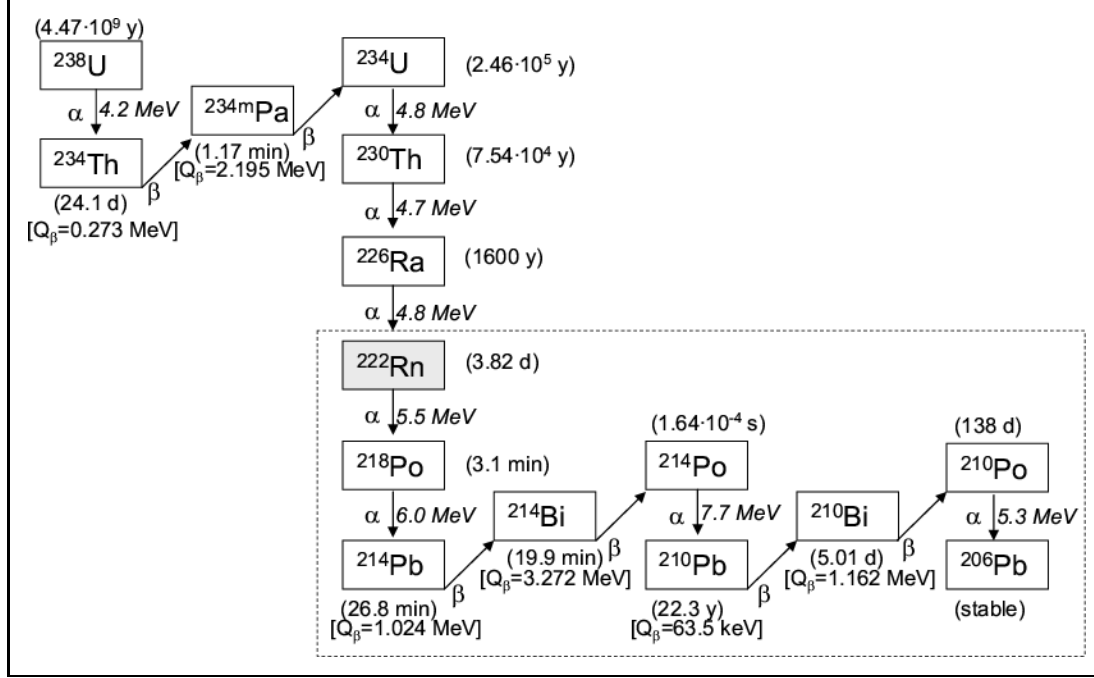 (4.47·10⁹ y)
²³⁸U
α 4.2 MeV
²³⁴Th
(24.1 d)
[Qβ=0.273 MeV]
β
²³⁴ᵐPa
(1.17 min)
[Qβ=2.195 MeV]
β
²³⁴U (2.46·10⁵ y)
α 4.8 MeV
²³⁰Th (7.54·10⁴ y)
α 4.7 MeV
²²⁶Ra (1600 y)
α 4.8 MeV
²²²Rn (3.82 d)
α 5.5 MeV
²¹⁸Po (3.1 min)
α 6.0 MeV
²¹⁴Pb
(26.8 min)
[Qβ=1.024 MeV]
β
²¹⁴Bi
(19.9 min)
[Qβ=3.272 MeV]
β
(1.64·10⁻⁴ s)
²¹⁴Po
α 7.7 MeV
²¹⁰Pb
(22.3 y)
[Qβ=63.5 keV]
β
²¹⁰Bi
(5.01 d)
[Qβ=1.162 MeV]
β
(138 d)
²¹⁰Po
α 5.3 MeV
²⁰⁶Pb
(stable)